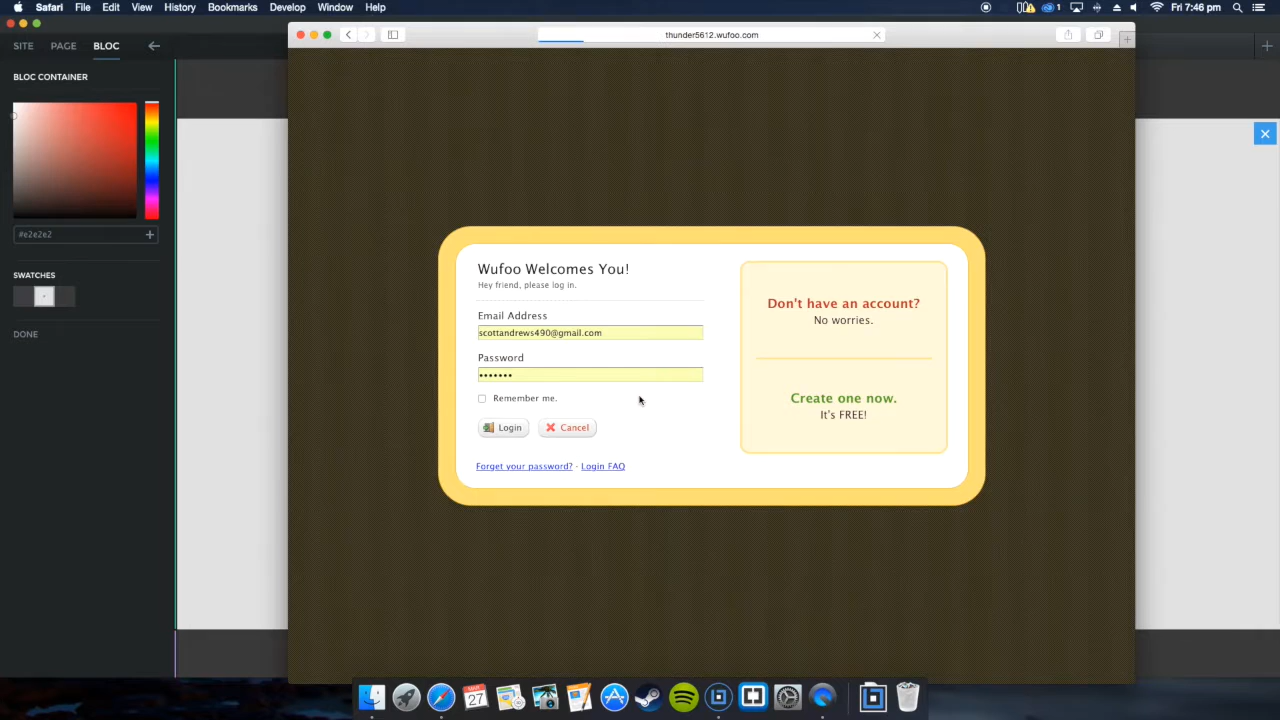 Safari File Edit View History Bookmarks Develop Window Help
1 Fri 7:46 pm
thunder5612.wufoo.com
SITE PAGE BLOC
BLOC CONTAINER
#e2e2e2
SWATCHES
DONE
Wufoo Welcomes You!
Hey friend, please log in.
Email Address
scottandrews490@gmail.com
Password
•••••••
Remember me.
Login Cancel
Forget your password? - Login FAQ
Don't have an account?
No worries.
Create one now.
It's FREE!
27